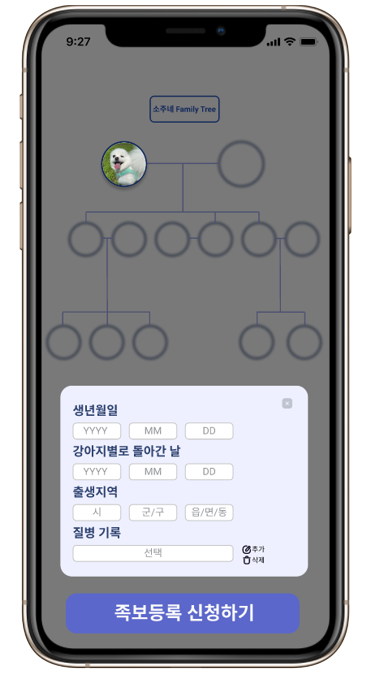 9:27
소주네 Family Tree
생년월일
YYYY MM DD
강아지별로 돌아간 날
YYYY MM DD
출생지역
시 군/구 읍/면/동
질병 기록
선택 추가
삭제
족보등록 신청하기